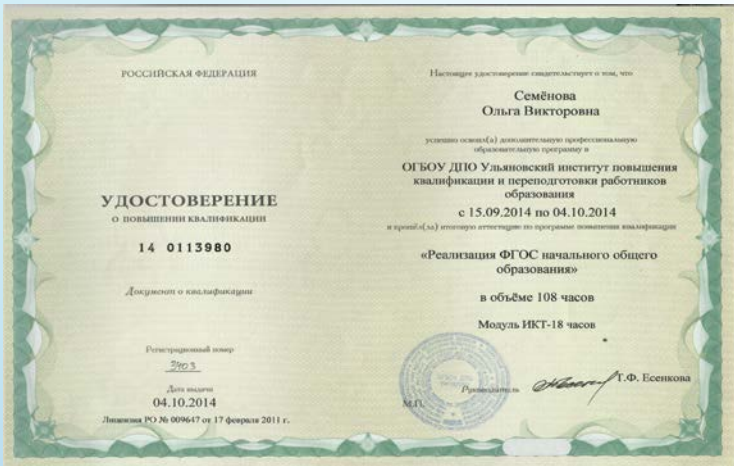 РОССИЙСКАЯ ФЕДЕРАЦИЯ
УДОСТОВЕРЕНИЕ
О ПОВЫШЕНИИ КВАЛИФИКАЦИИ
14 0113980
Документ о квалификации
Регистрационный номер
3403
Дата выдачи
04.10.2014
Лицензия РО № 009647 от 17 февраля 2011 г.
Настоящее удостоверение свидетельствует о том, что
Семёнова
Ольга Викторовна
успешно освоил(а) дополнительную профессиональную
образовательную программу в
ОГБОУ ДПО Ульяновский институт повышения
квалификации и переподготовки работников
образования
с 15.09.2014 по 04.10.2014
и прошёл(ла) итоговую аттестацию по программе повышения квалификации
«Реализация ФГОС начального общего
образования»
в объёме 108 часов
Модуль ИКТ-18 часов
Руководитель
Т.Ф. Есенкова
М.П.